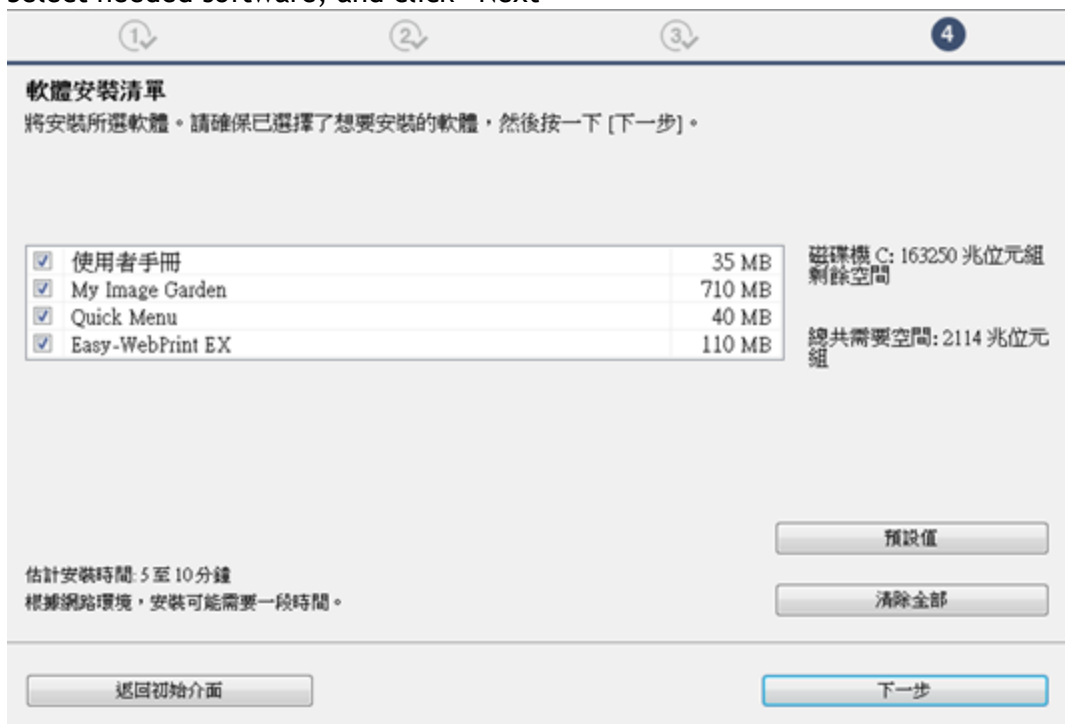 select needed software, and click "Next"
1 2 3 4
軟體安裝清單
將安裝所選軟體。請確保已選擇了想要安裝的軟體，然後按一下 [下一步]。
使用者手冊 35 MB
My Image Garden 710 MB
Quick Menu 40 MB
Easy-WebPrint EX 110 MB
磁碟機 C: 163250 兆位元組
剩餘空間
總共需要空間: 2114 兆位元
組
預設值
估計安裝時間: 5 至 10 分鐘
根據網路環境，安裝可能需要一段時間。
清除全部
返回初始介面
下一步